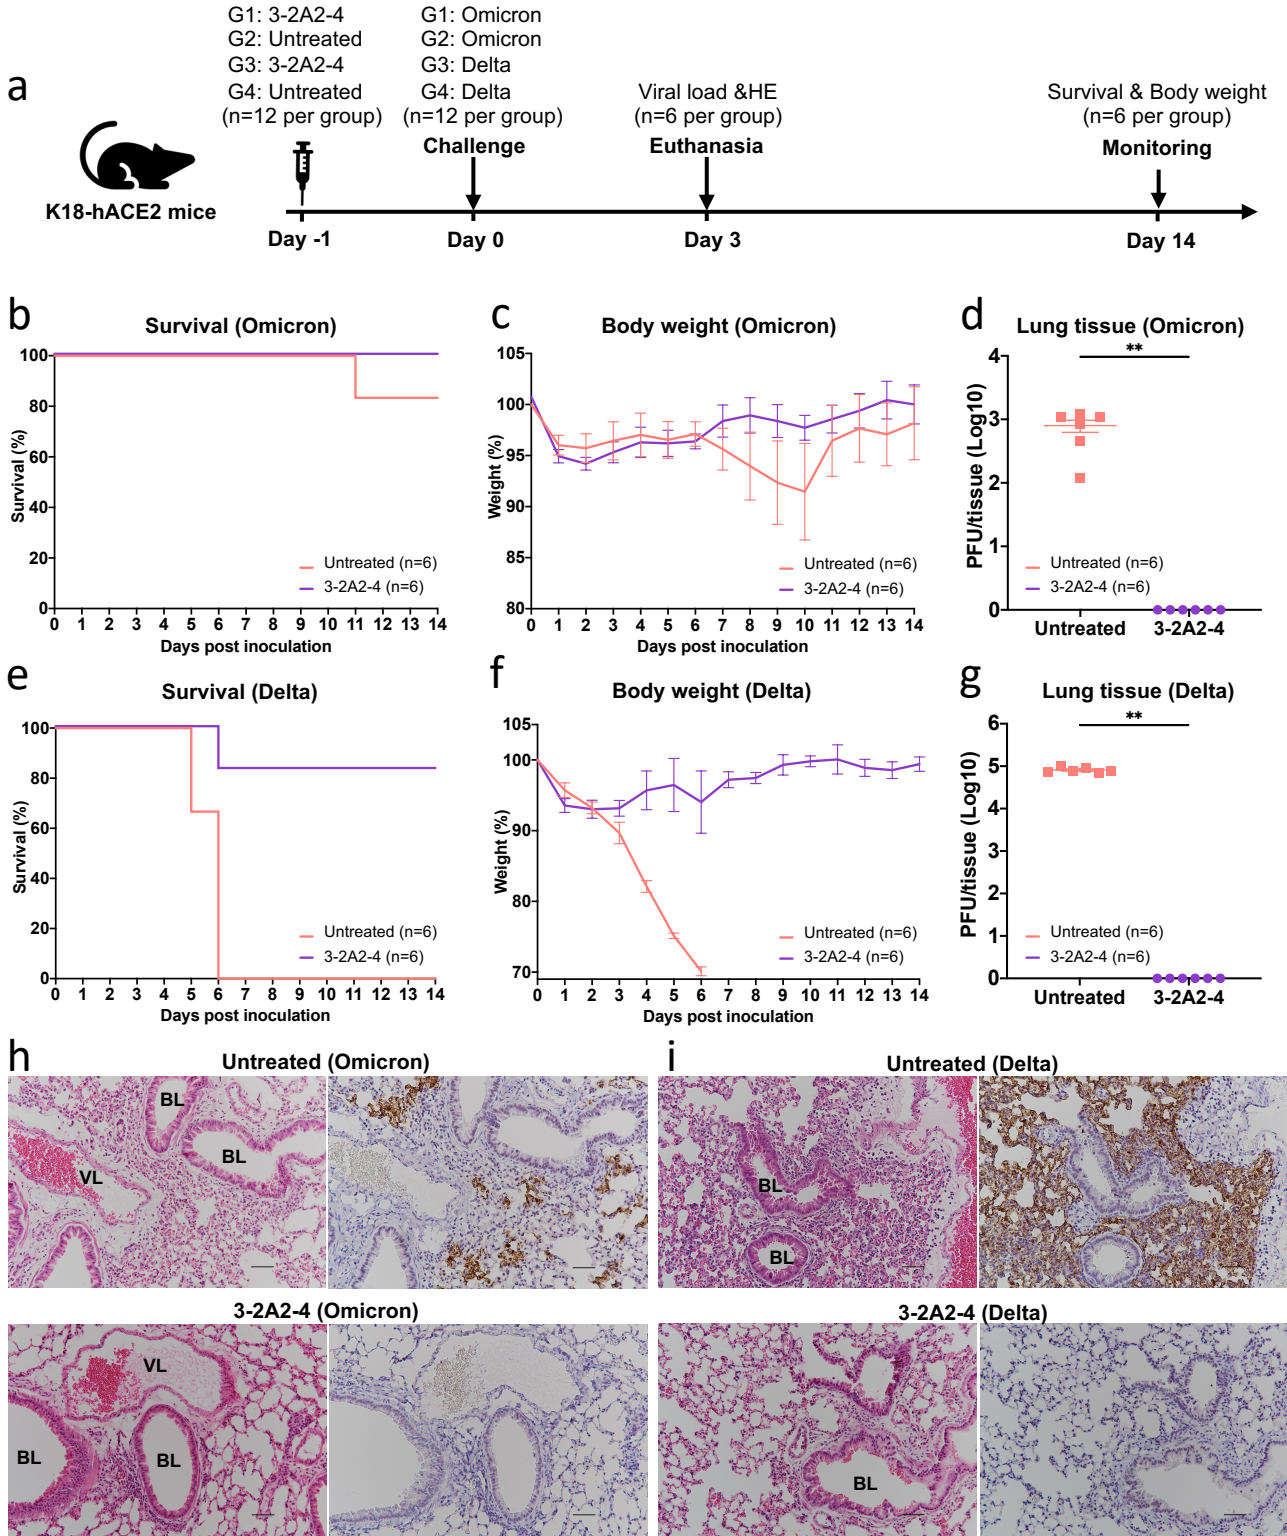 a
G1: 3-2A2-4
G2: Untreated
G3: 3-2A2-4
G4: Untreated
(n=12 per group)
G1: Omicron
G2: Omicron
G3: Delta
G4: Delta
(n=12 per group)
Challenge
Viral load &HE
(n=6 per group)
Euthanasia
Survival & Body weight
(n=6 per group)
Monitoring
K18-hACE2 mice
Day -1
Day 0
Day 3
Day 14
b
Survival (Omicron)
Survival (%)
100
80
60
40
20
0
Untreated (n=6)
3-2A2-4 (n=6)
0 1 2 3 4 5 6 7 8 9 10 11 12 13 14
Days post inoculation
c
Body weight (Omicron)
Weight (%)
105
100
95
90
85
80
Untreated (n=6)
3-2A2-4 (n=6)
0 1 2 3 4 5 6 7 8 9 10 11 12 13 14
Days post inoculation
d
Lung tissue (Omicron)
PFU/tissue (Log10)
**
4
3
2
1
0
Untreated (n=6)
3-2A2-4 (n=6)
Untreated 3-2A2-4
e
Survival (Delta)
Survival (%)
100
80
60
40
20
0
Untreated (n=6)
3-2A2-4 (n=6)
0 1 2 3 4 5 6 7 8 9 10 11 12 13 14
Days post inoculation
f
Body weight (Delta)
Weight (%)
105
100
90
80
70
Untreated (n=6)
3-2A2-4 (n=6)
0 1 2 3 4 5 6 7 8 9 10 11 12 13 14
Days post inoculation
g
Lung tissue (Delta)
PFU/tissue (Log10)
**
6
5
4
3
2
1
0
Untreated (n=6)
3-2A2-4 (n=6)
Untreated 3-2A2-4
h
Untreated (Omicron)
BL
BL
VL
3-2A2-4 (Omicron)
VL
BL
BL
i
Untreated (Delta)
BL
BL
3-2A2-4 (Delta)
BL